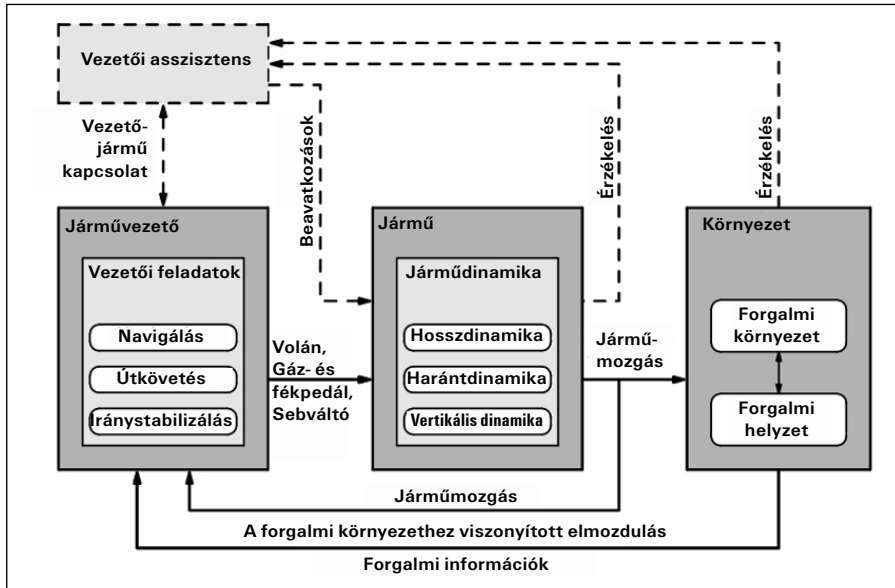 Vezetői asszisztens
Vezető-
jármű
kapcsolat
Beavatkozások
Érzékelés
Érzékelés
Járművezető
Vezetői feladatok
Navigálás
Útkövetés
Iránystabilizálás
Volán,
Gáz- és
fékpedál,
Sebváltó
Jármű
Járműdinamika
Hosszdinamika
Harántdinamika
Vertikális dinamika
Jármű-
mozgás
Környezet
Forgalmi
környezet
Forgalmi
helyzet
Járműmozgás
A forgalmi környezethez viszonyított elmozdulás
Forgalmi információk